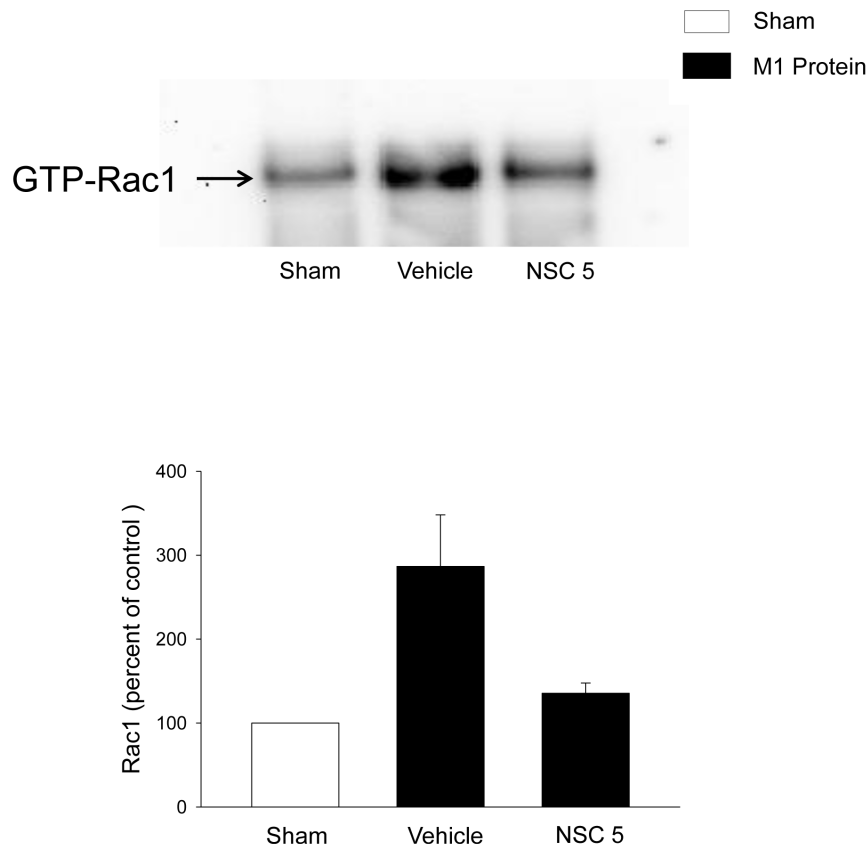 Sham
M1 Protein
GTP-Rac1
Sham Vehicle NSC 5
Rac1 (percent of control )
400
300
200
100
0
Sham Vehicle NSC 5